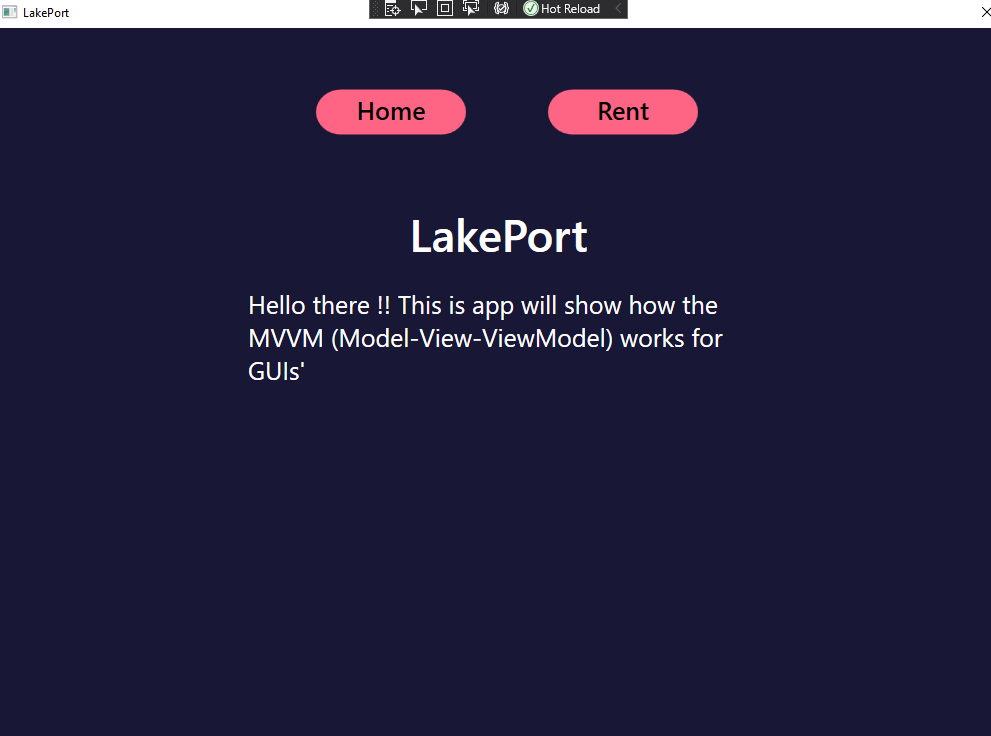 LakePort
Hot Reload
Home Rent
LakePort
Hello there !! This is app will show how the
MVVM (Model-View-ViewModel) works for
GUIs'